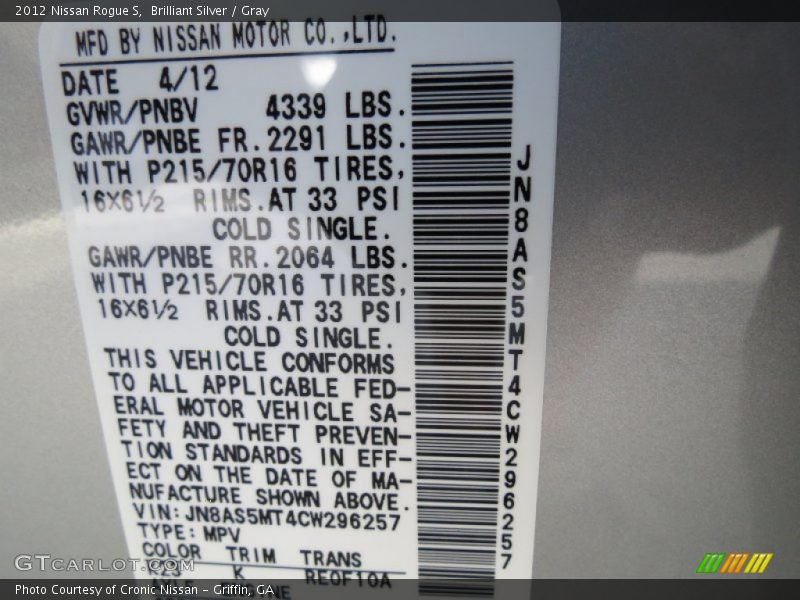 2012 Nissan Rogue S, Brilliant Silver / Gray
MFD BY NISSAN MOTOR CO.,LTD.
DATE 4/12
GVWR/PNBV 4339 LBS.
GAWR/PNBE FR.2291 LBS.
WITH P215/70R16 TIRES,
16X6½ RIMS.AT 33 PSI
COLD SINGLE.
GAWR/PNBE RR.2064 LBS.
WITH P215/70R16 TIRES,
16X6½ RIMS.AT 33 PSI
COLD SINGLE.
THIS VEHICLE CONFORMS
TO ALL APPLICABLE FED-
ERAL MOTOR VEHICLE SA-
FETY AND THEFT PREVEN-
TION STANDARDS IN EFF-
ECT ON THE DATE OF MA-
NUFACTURE SHOWN ABOVE.
VIN:JN8AS5MT4CW296257
TYPE:MPV
COLOR TRIM TRANS
K23 K RE0F10A
JN8AS5MT4CW296257
GTCarLot.com
Photo Courtesy of Cronic Nissan – Griffin, GA